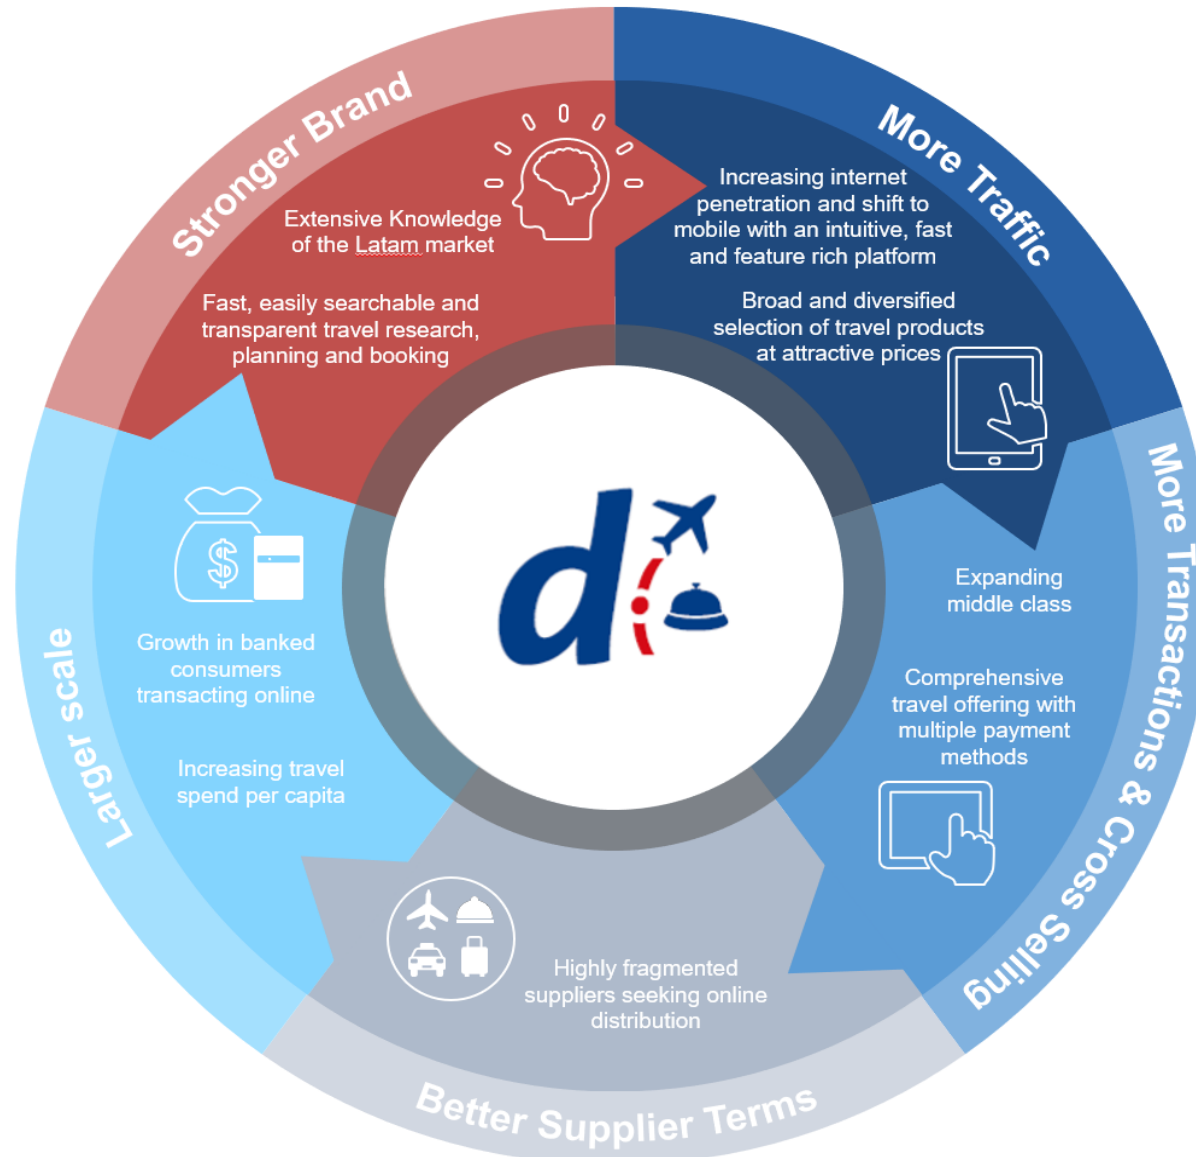 Stronger Brand
Extensive Knowledge
of the Latam market
Fast, easily searchable and
transparent travel research,
planning and booking
More Traffic
Increasing internet
penetration and shift to
mobile with an intuitive, fast
and feature rich platform
Broad and diversified
selection of travel products
at attractive prices
More Transactions & Cross Selling
Expanding
middle class
Comprehensive
travel offering with
multiple payment
methods
Better Supplier Terms
Highly fragmented
suppliers seeking online
distribution
Larger scale
$
Growth in banked
consumers
transacting online
Increasing travel
spend per capita
d